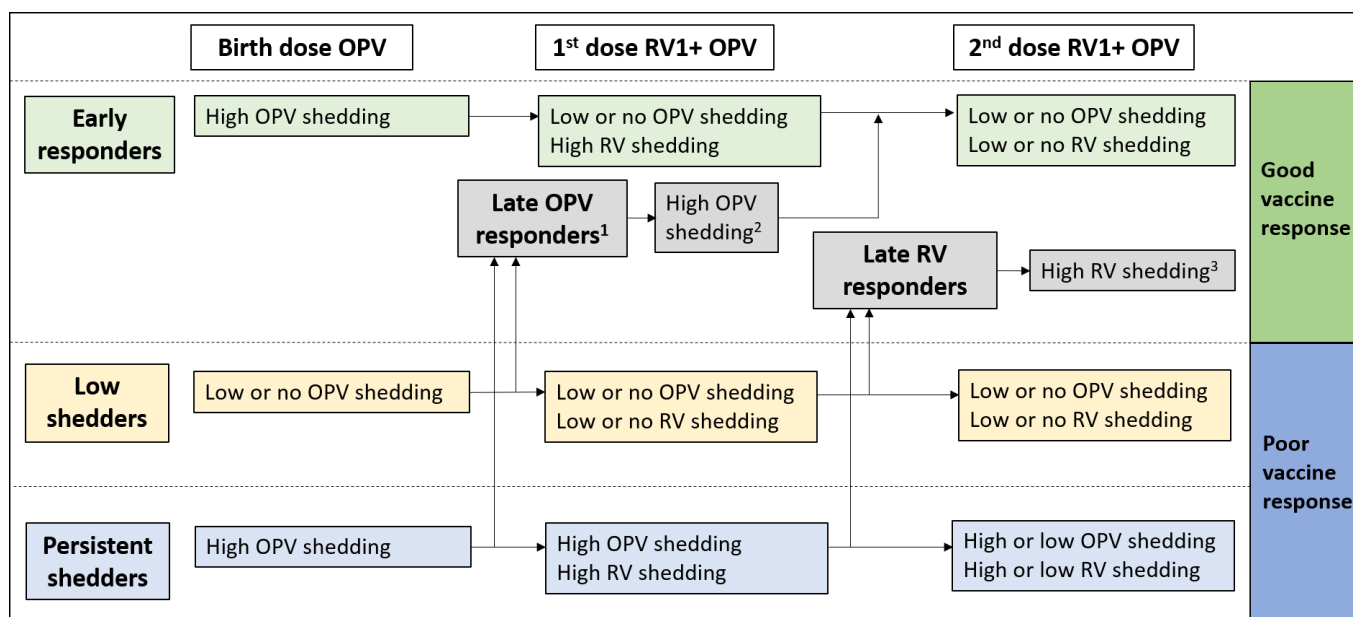 Birth dose OPV
1st dose RV1+ OPV
2nd dose RV1+ OPV
Early
responders
High OPV shedding
Low or no OPV shedding
High RV shedding
Low or no OPV shedding
Low or no RV shedding
Good
vaccine
response
Late OPV
responders1
High OPV
shedding2
Late RV
responders
High RV shedding3
Low
shedders
Low or no OPV shedding
Low or no OPV shedding
Low or no RV shedding
Low or no OPV shedding
Low or no RV shedding
Poor
vaccine
response
Persistent
shedders
High OPV shedding
High OPV shedding
High RV shedding
High or low OPV shedding
High or low RV shedding